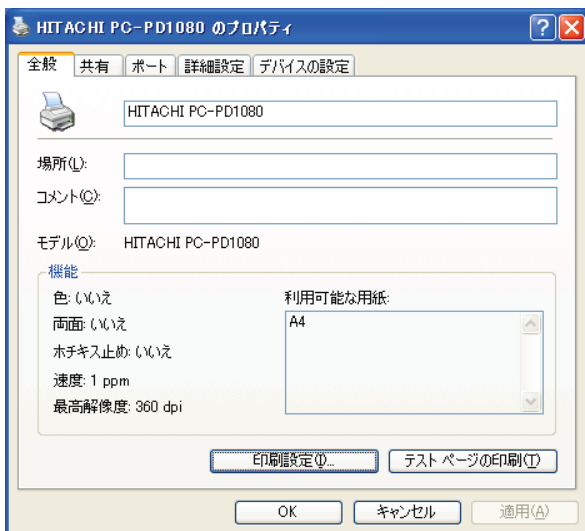 HITACHI PC-PD1080 のプロパティ
全般 共有 ポート 詳細設定 デバイスの設定
HITACHI PC-PD1080
場所(L):
コメント(C):
モデル(O): HITACHI PC-PD1080
機能
色: いいえ
両面: いいえ
ホチキス止め: いいえ
速度: 1 ppm
最高解像度: 360 dpi
利用可能な用紙:
A4
印刷設定(I)... テスト ページの印刷(T)
OK キャンセル 適用(A)